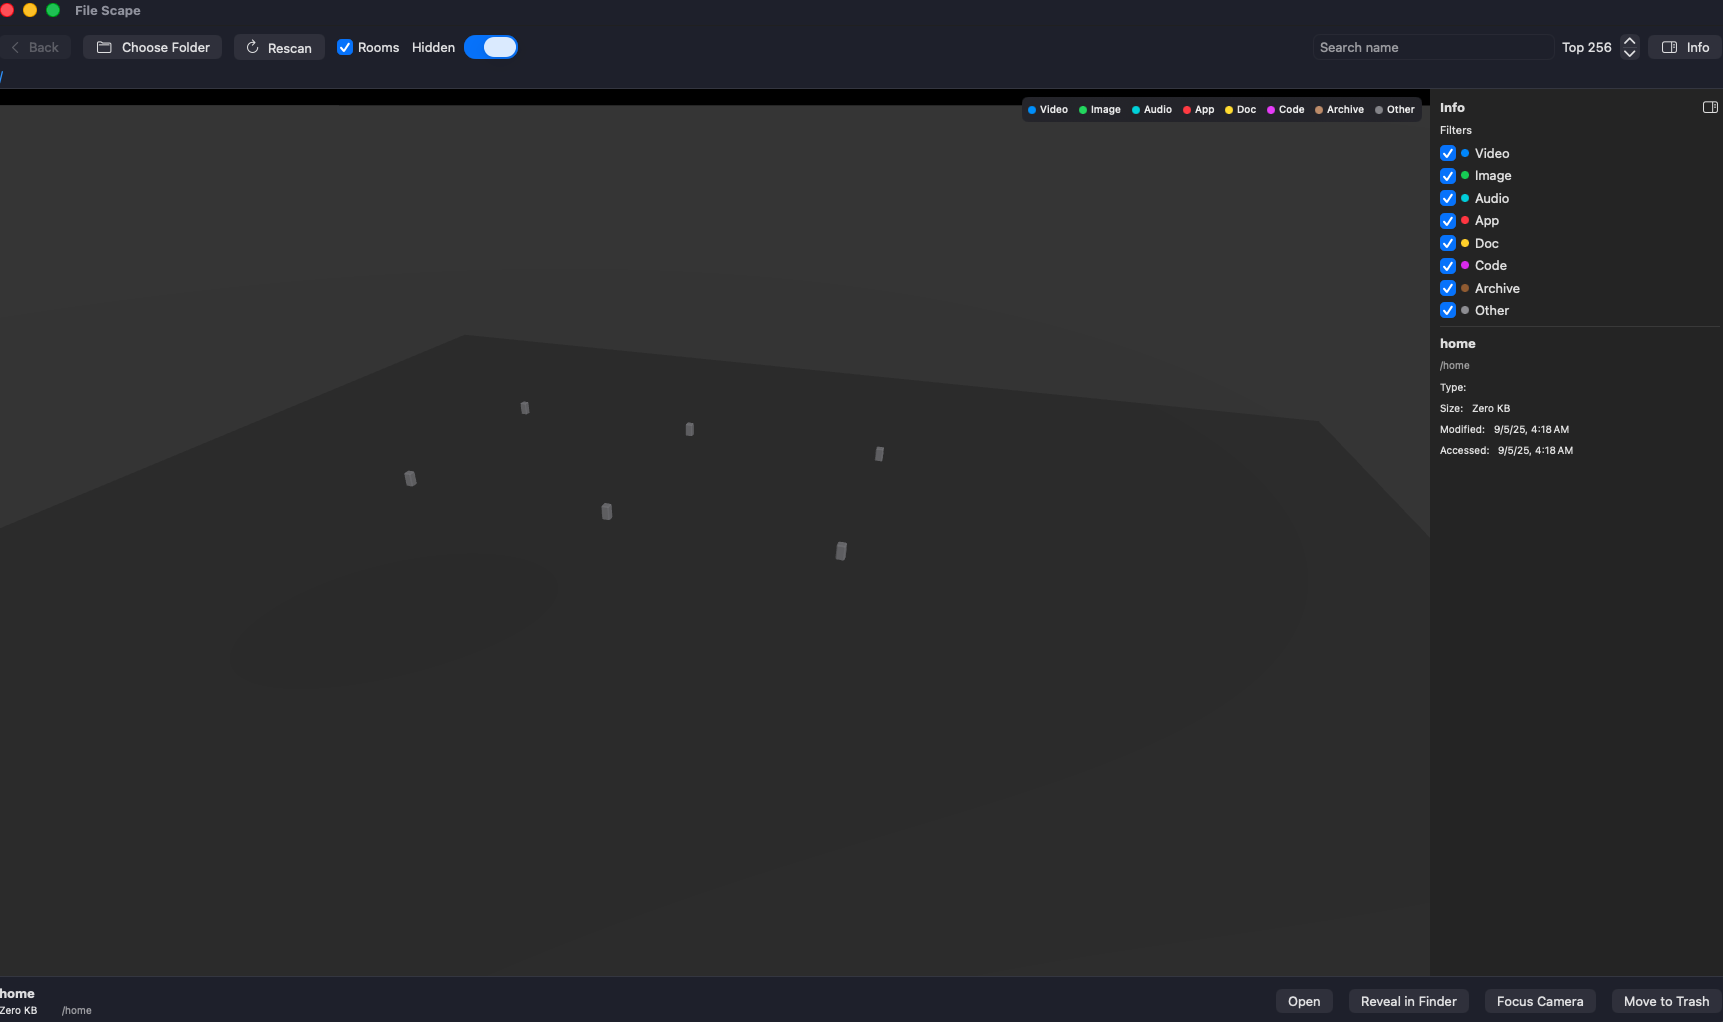 File Scape
Back Choose Folder Rescan Rooms Hidden Search name Top 256 Info
/
Video Image Audio App Doc Code Archive Other
Info
Filters
Video
Image
Audio
App
Doc
Code
Archive
Other
home
/home
Type:
Size: Zero KB
Modified: 9/5/25, 4:18 AM
Accessed: 9/5/25, 4:18 AM
home
Zero KB /home
Open Reveal in Finder Focus Camera Move to Trash